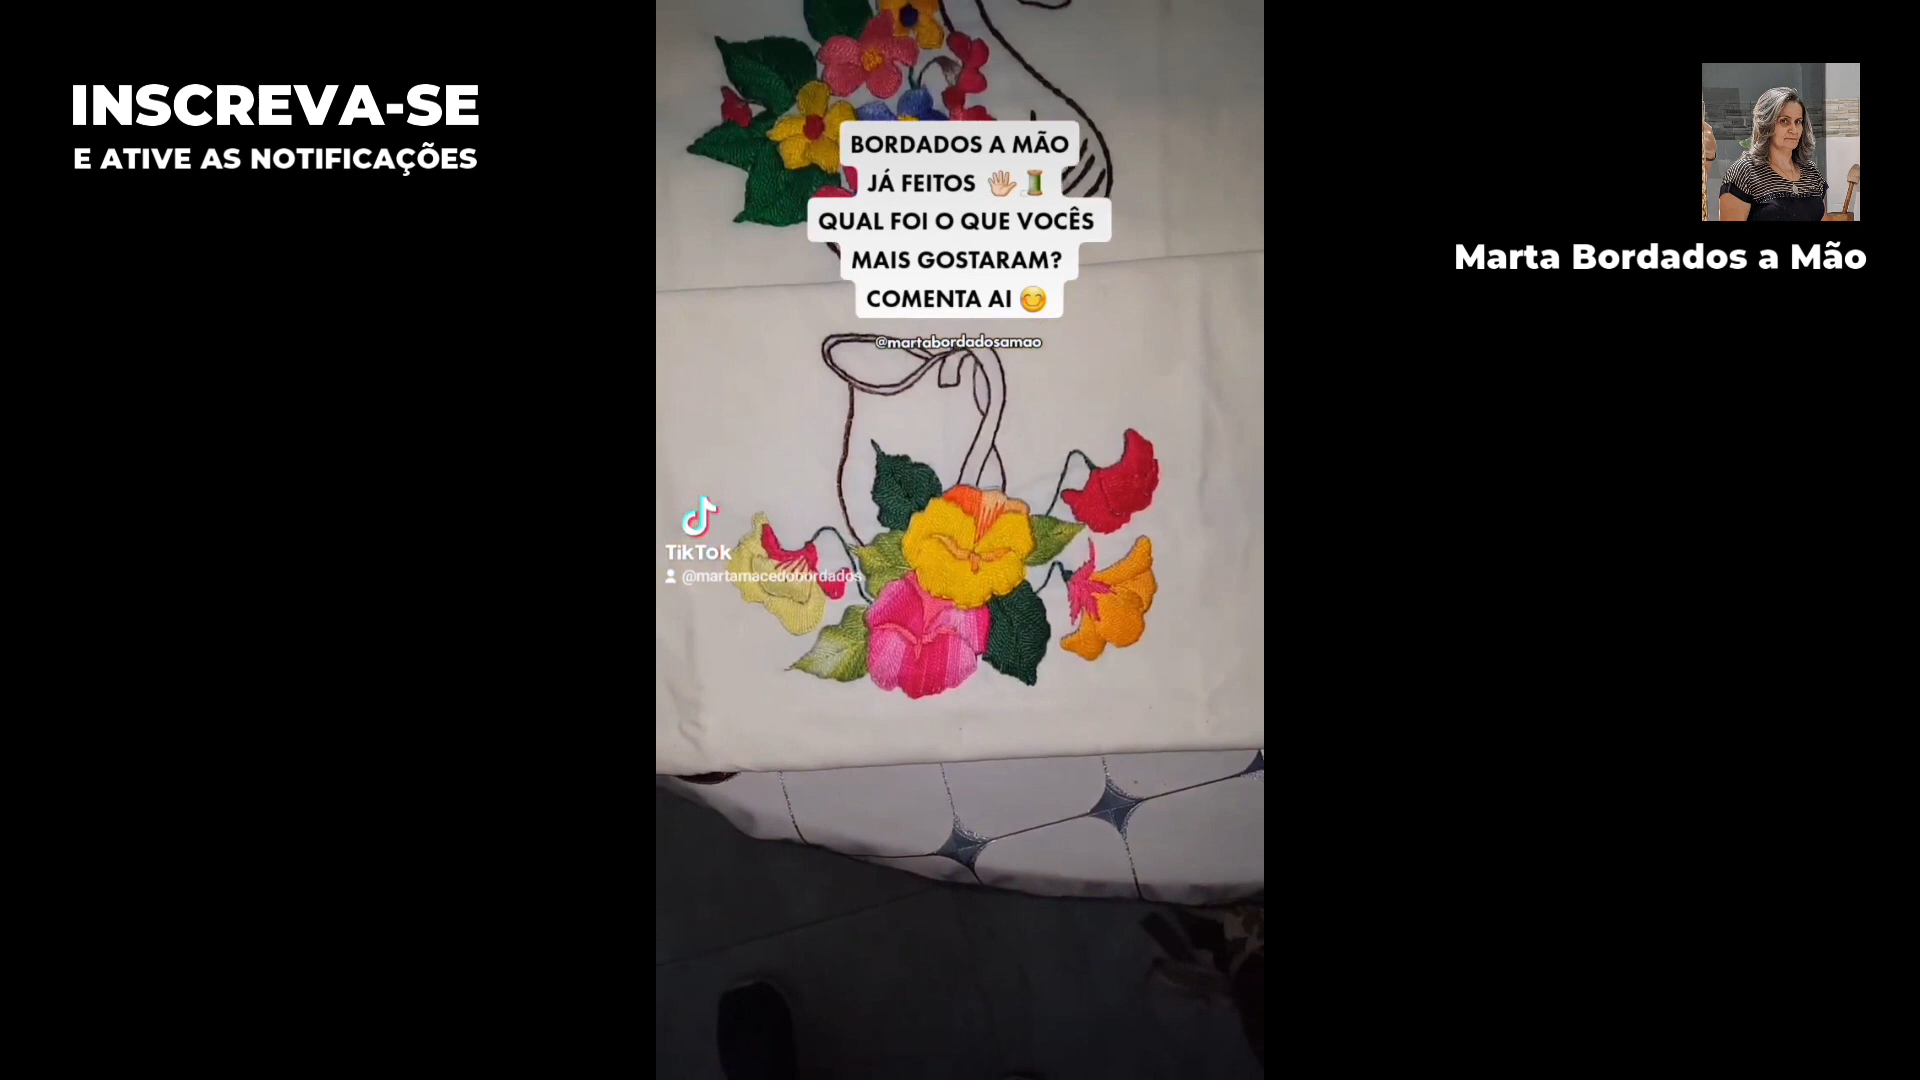 INSCREVA-SE
E ATIVE AS NOTIFICAÇÕES
BORDADOS A MÃO
JÁ FEITOS 🖐🏻🧵
QUAL FOI O QUE VOCÊS
MAIS GOSTARAM?
COMENTA AI 😊
@martabordadosamao
TikTok
@martamacedobordados
Marta Bordados a Mão